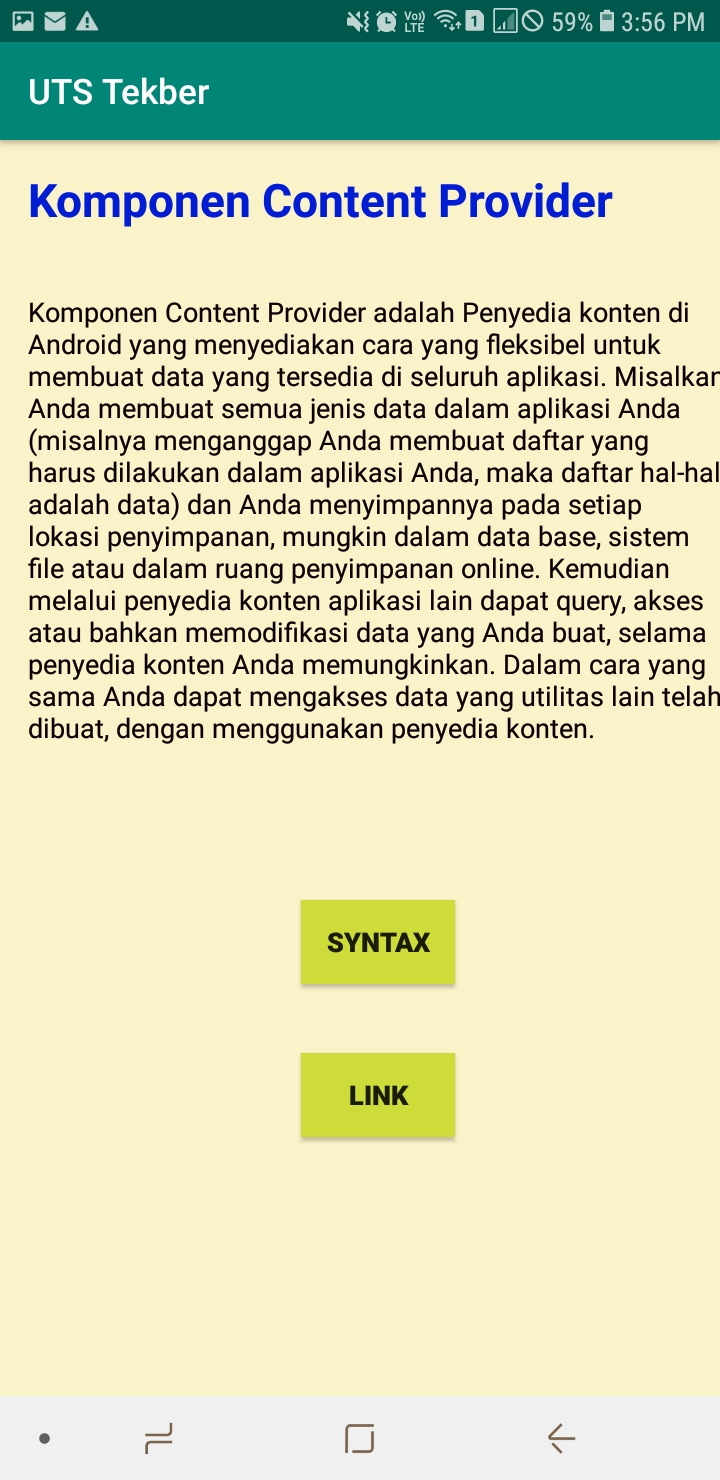 Vo))
LTE
1
59%
3:56 PM
UTS Tekber
Komponen Content Provider
Komponen Content Provider adalah Penyedia konten di
Android yang menyediakan cara yang fleksibel untuk
membuat data yang tersedia di seluruh aplikasi. Misalkan
Anda membuat semua jenis data dalam aplikasi Anda
(misalnya menganggap Anda membuat daftar yang
harus dilakukan dalam aplikasi Anda, maka daftar hal-hal
adalah data) dan Anda menyimpannya pada setiap
lokasi penyimpanan, mungkin dalam data base, sistem
file atau dalam ruang penyimpanan online. Kemudian
melalui penyedia konten aplikasi lain dapat query, akses
atau bahkan memodifikasi data yang Anda buat, selama
penyedia konten Anda memungkinkan. Dalam cara yang
sama Anda dapat mengakses data yang utilitas lain telah
dibuat, dengan menggunakan penyedia konten.
SYNTAX
LINK